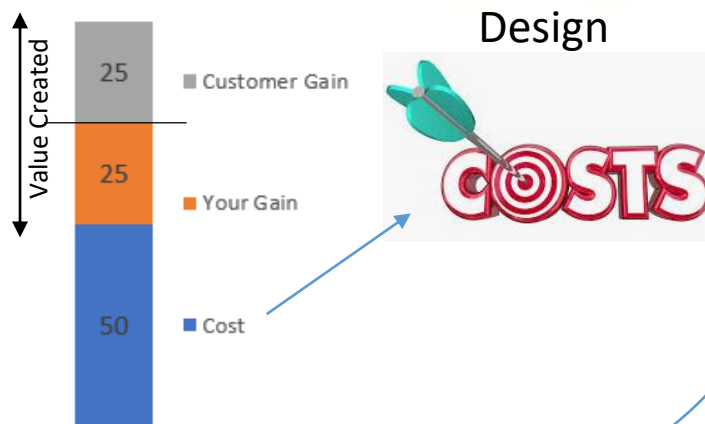 Design
Value Created
25
Customer Gain
25
Your Gain
50
Cost
COSTS